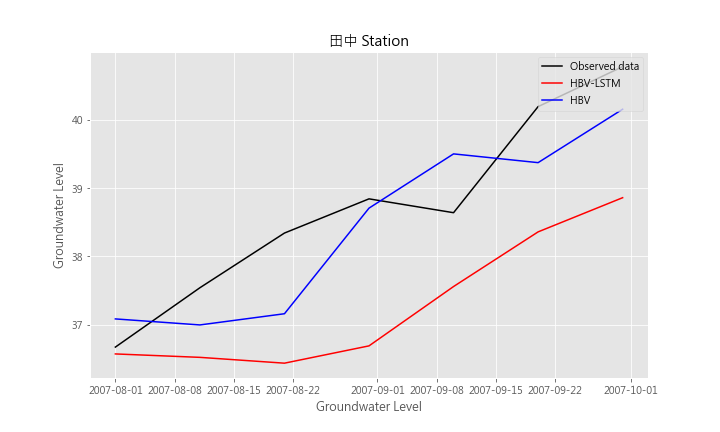 田中 Station
Observed data
HBV-LSTM
HBV
Groundwater Level
40
39
38
37
2007-08-01
2007-08-08
2007-08-15
2007-08-22
2007-09-01
2007-09-08
2007-09-15
2007-09-22
2007-10-01
Groundwater Level